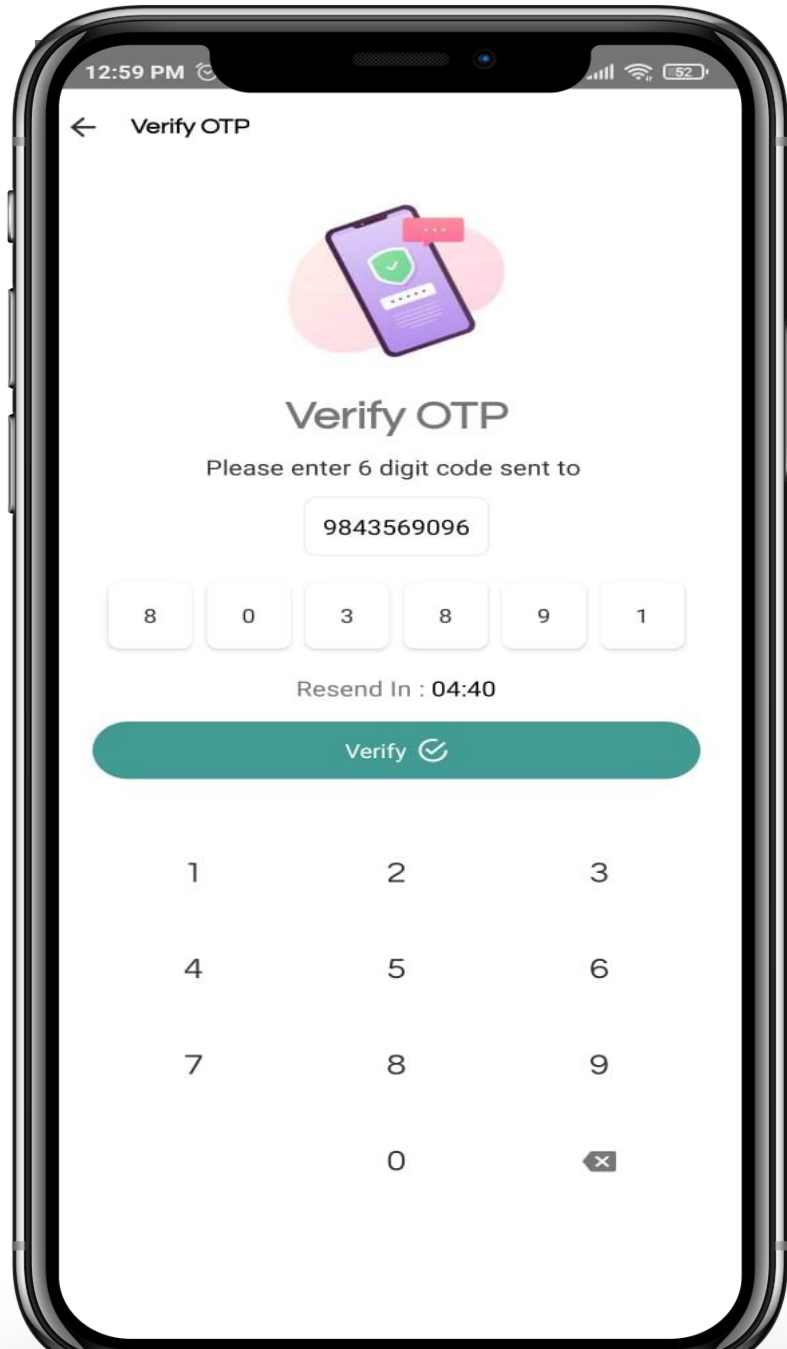 12:59 PM
52
Verify OTP
Verify OTP
Please enter 6 digit code sent to
9843569096
8 0 3 8 9 1
Resend In : 04:40
Verify
1 2 3
4 5 6
7 8 9
0